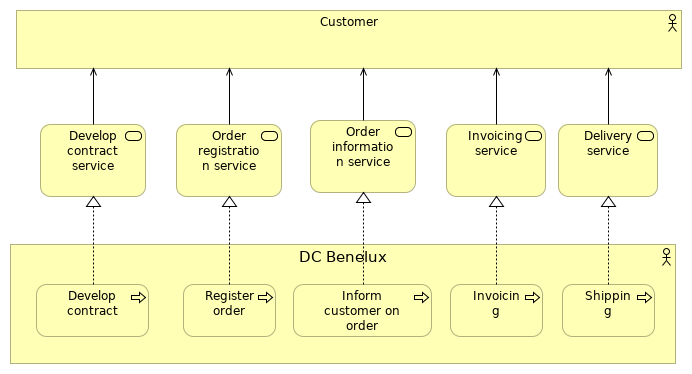 Customer
Develop
contract
service
Order
registratio
n service
Order
informatio
n service
Invoicing
service
Delivery
service
DC Benelux
Develop
contract
Register
order
Inform
customer on
order
Invoicin
g
Shippin
g